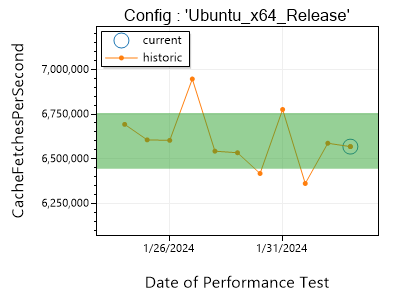 Config : 'Ubuntu_x64_Release'
current
historic
7,000,000
6,750,000
6,500,000
6,250,000
CacheFetchesPerSecond
1/26/2024
1/31/2024
Date of Performance Test